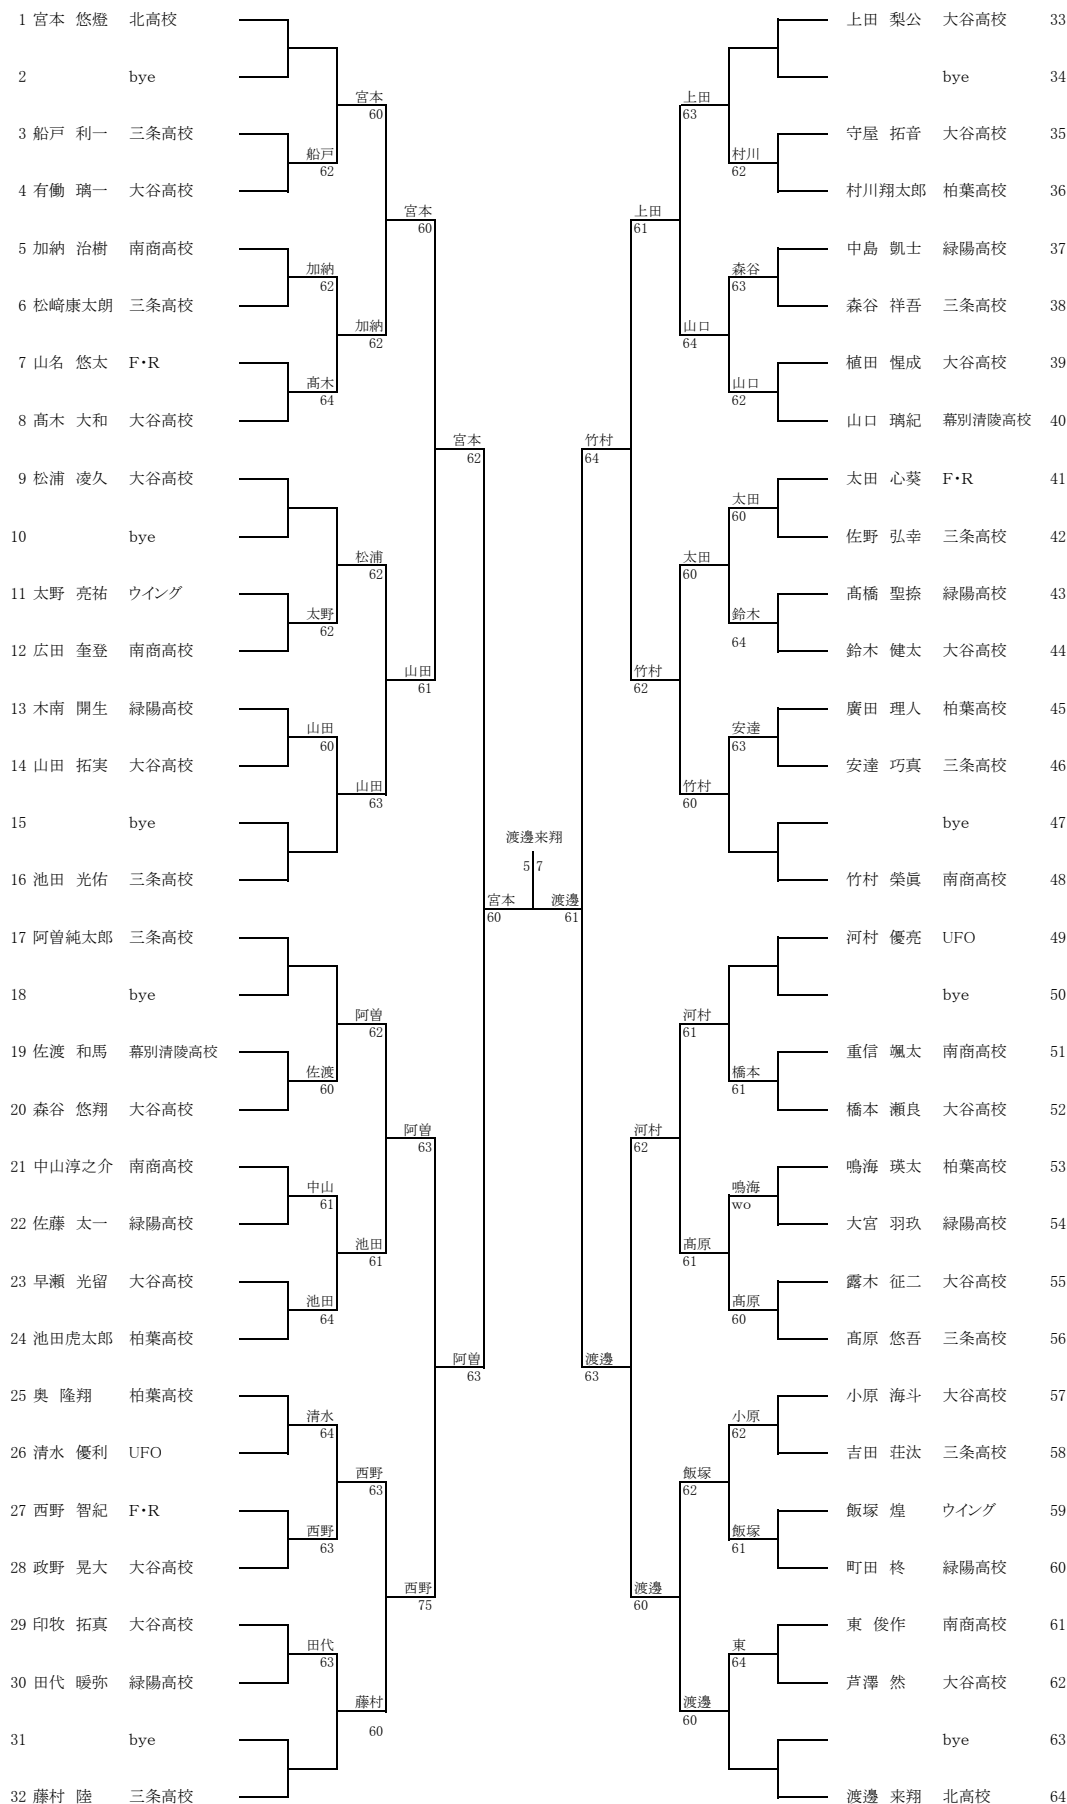 1 宮本 悠燈 北高校
2 bye
3 船戸 利一 三条高校
4 有働 璃一 大谷高校
5 加納 治樹 南商高校
6 松﨑康太朗 三条高校
7 山名 悠太 F・R
8 髙木 大和 大谷高校
9 松浦 凌久 大谷高校
10 bye
11 太野 亮祐 ウイング
12 広田 奎登 南商高校
13 木南 開生 緑陽高校
14 山田 拓実 大谷高校
15 bye
16 池田 光佑 三条高校
17 阿曽純太郎 三条高校
18 bye
19 佐渡 和馬 幕別清陵高校
20 森谷 悠翔 大谷高校
21 中山淳之介 南商高校
22 佐藤 太一 緑陽高校
23 早瀬 光留 大谷高校
24 池田虎太郎 柏葉高校
25 奥 隆翔 柏葉高校
26 清水 優利 UFO
27 西野 智紀 F・R
28 政野 晃大 大谷高校
29 印牧 拓真 大谷高校
30 田代 暖弥 緑陽高校
31 bye
32 藤村 陸 三条高校
船戸
62
加納
62
髙木
64
太野
62
山田
60
佐渡
60
中山
61
池田
64
清水
64
西野
63
田代
63
宮本
60
加納
62
松浦
62
山田
63
阿曽
62
池田
61
西野
63
藤村
60
宮本
60
山田
61
阿曽
63
西野
75
宮本
62
阿曽
63
宮本
60
渡邊来翔
5 7
渡邊
61
竹村
64
渡邊
63
上田
61
竹村
62
河村
62
渡邊
60
上田
63
山口
64
太田
60
竹村
60
河村
61
髙原
61
飯塚
62
渡邊
60
村川
62
森谷
63
山口
62
太田
60
鈴木
64
安達
63
橋本
61
鳴海
wo
髙原
60
小原
62
飯塚
61
東
64
上田 梨公 大谷高校 33
bye 34
守屋 拓音 大谷高校 35
村川翔太郎 柏葉高校 36
中島 凱士 緑陽高校 37
森谷 祥吾 三条高校 38
植田 惺成 大谷高校 39
山口 璃紀 幕別清陵高校 40
太田 心葵 F・R 41
佐野 弘幸 三条高校 42
髙橋 聖捺 緑陽高校 43
鈴木 健太 大谷高校 44
廣田 理人 柏葉高校 45
安達 巧真 三条高校 46
bye 47
竹村 榮眞 南商高校 48
河村 優亮 UFO 49
bye 50
重信 颯太 南商高校 51
橋本 瀬良 大谷高校 52
鳴海 瑛太 柏葉高校 53
大宮 羽玖 緑陽高校 54
露木 征二 大谷高校 55
髙原 悠吾 三条高校 56
小原 海斗 大谷高校 57
吉田 荘汰 三条高校 58
飯塚 煌 ウイング 59
町田 柊 緑陽高校 60
東 俊作 南商高校 61
芦澤 然 大谷高校 62
bye 63
渡邊 来翔 北高校 64